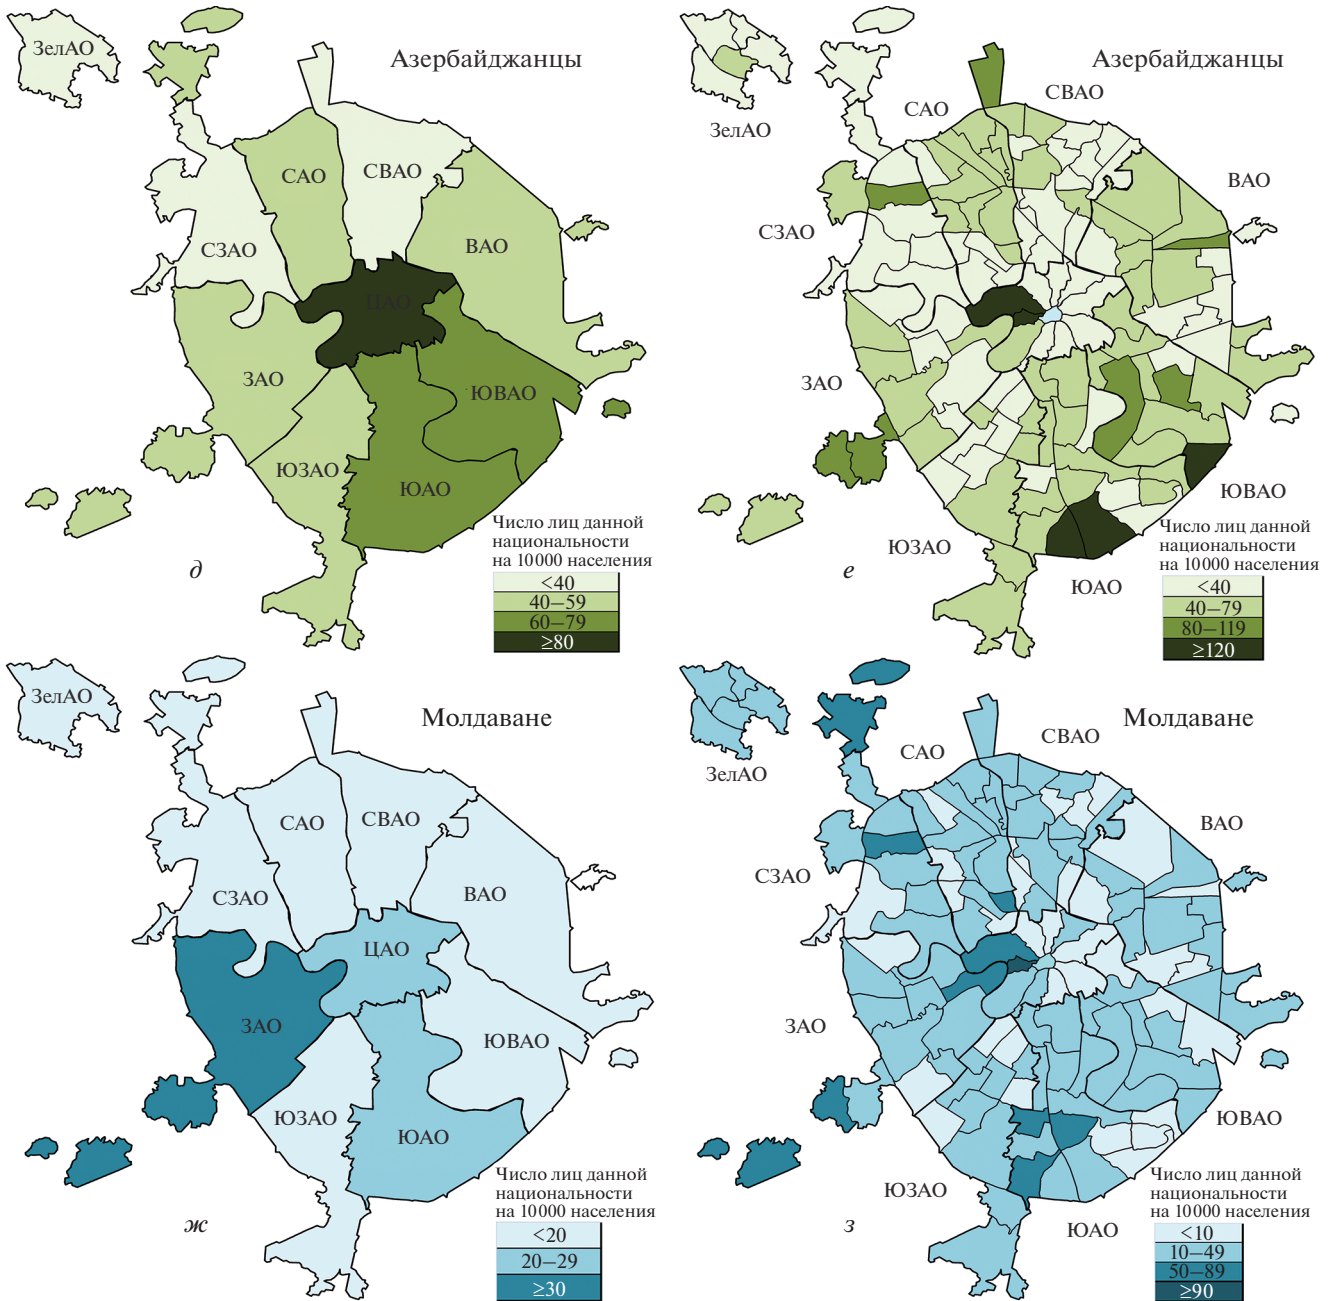 ЗелАО
Азербайджанцы
САО
СВАО
СЗАО
ВАО
ЦАО
ЗАО
ЮВАО
ЮЗАО
ЮАО
Число лиц данной
национальности
на 10000 населения
<40
40–59
60–79
≥80
д
Азербайджанцы
ЗелАО
САО
СВАО
ВАО
СЗАО
ЗАО
ЮВАО
ЮЗАО
ЮАО
Число лиц данной
национальности
на 10000 населения
<40
40–79
80–119
≥120
е
ЗелАО
Молдаване
САО
СВАО
СЗАО
ВАО
ЦАО
ЗАО
ЮВАО
ЮЗАО
ЮАО
Число лиц данной
национальности
на 10000 населения
<20
20–29
≥30
ж
Молдаване
ЗелАО
САО
СВАО
ВАО
СЗАО
ЗАО
ЮВАО
ЮЗАО
ЮАО
Число лиц данной
национальности
на 10000 населения
<10
10–49
50–89
≥90
з